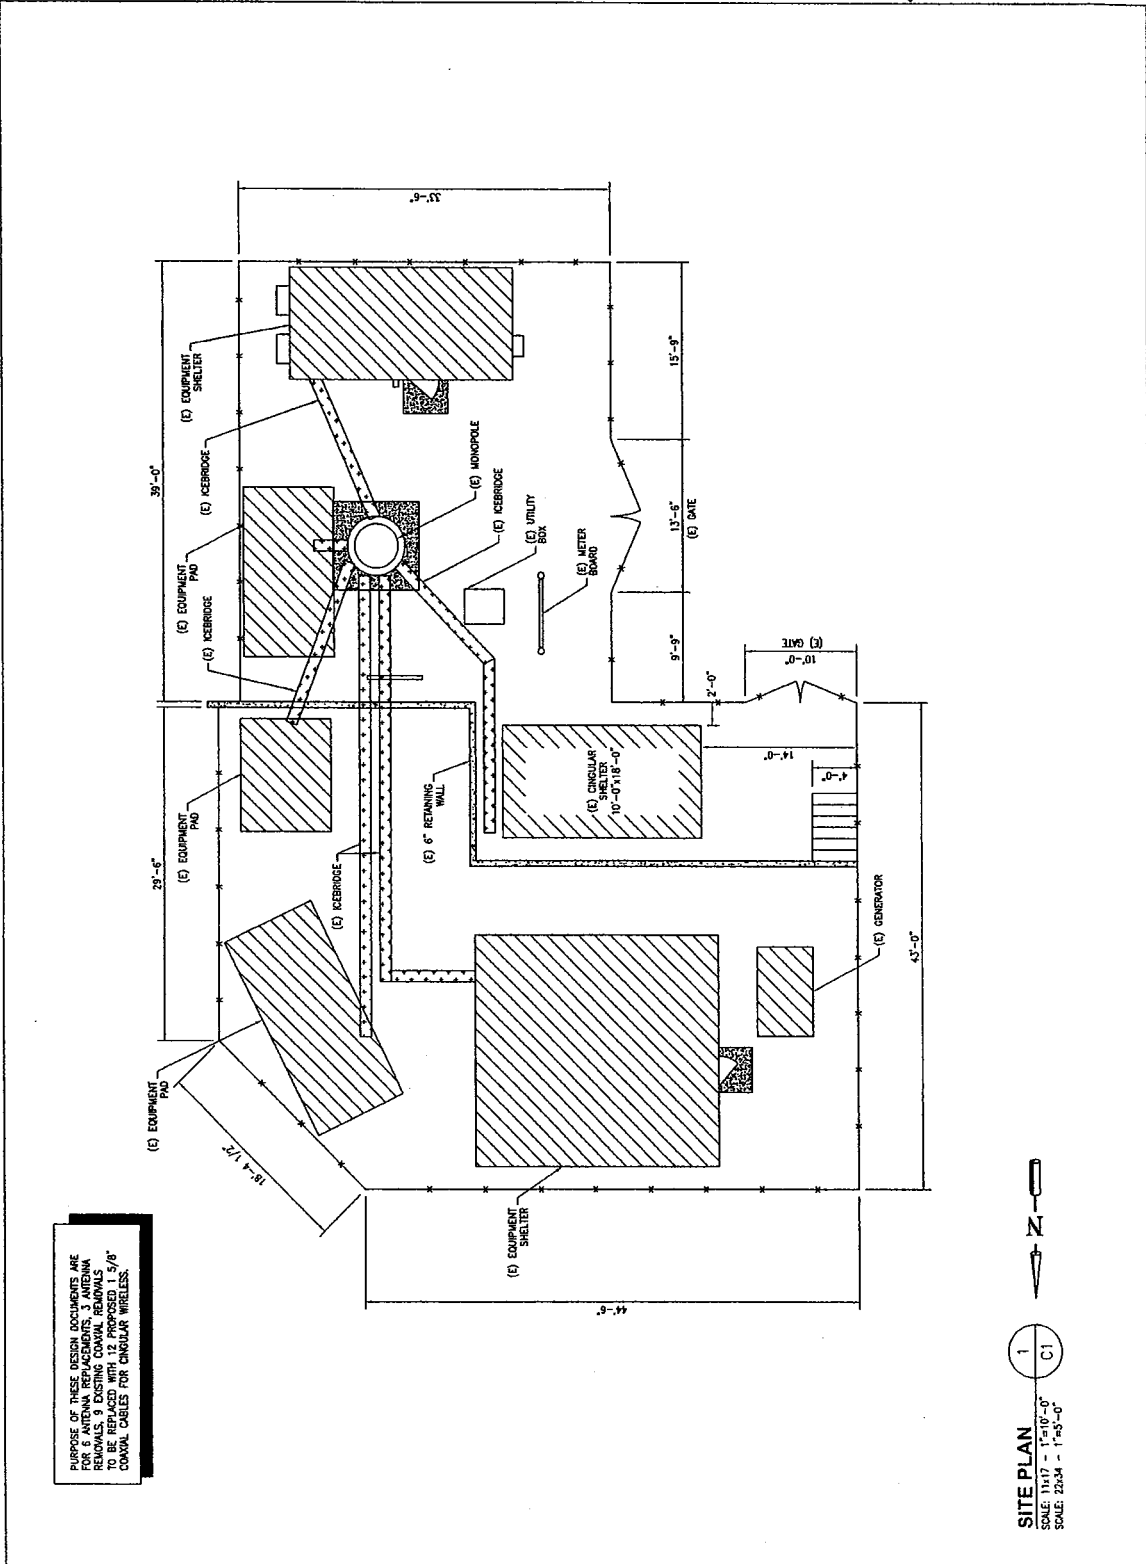 PURPOSE OF THESE DESIGN DOCUMENTS ARE
FOR 6 ANTENNA REPLACEMENTS, 3 ANTENNA
REMOVALS, 9 EXISTING COAXIAL REMOVALS
TO BE REPLACED WITH 12 PROPOSED 1 5/8"
COAXIAL CABLES FOR CINGULAR WIRELESS.
18'-4 1/2"
(E) EQUIPMENT
PAD
29'-6"
(E) EQUIPMENT
PAD
(E) ICEBRIDGE
(E) EQUIPMENT
PAD
39'-0"
(E) ICEBRIDGE
(E) EQUIPMENT
SHELTER
33'-6"
44'-6"
(E) EQUIPMENT
SHELTER
(E) ICEBRIDGE
(E) 6" RETAINING
WALL
(E) MONOPOLE
(E) ICEBRIDGE
(E) UTILITY
BOX
(E) METER
BOARD
(E) CINGULAR
SHELTER
10'-0"x18'-0"
9'-9"
13'-6"
(E) GATE
15'-9"
2'-0"
10'-0"
(E) GATE
14'-0"
4'-0"
(E) GENERATOR
43'-0"
N
SITE PLAN
SCALE: 11x17 - 1"=10'-0"
SCALE: 22x34 - 1"=5'-0"
1
C1